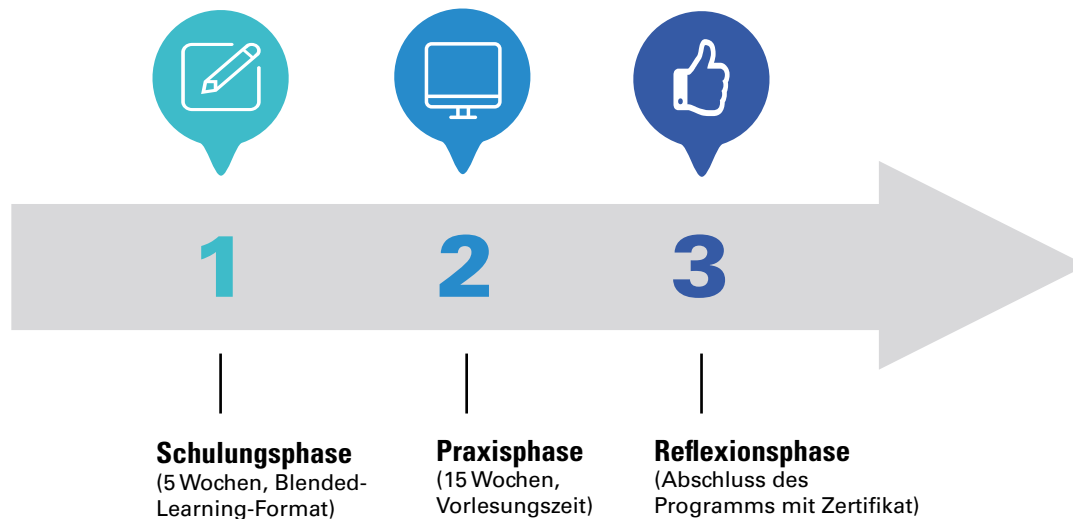 1
2
3
Schulungsphase
(5 Wochen, Blended-
Learning-Format)
Praxisphase
(15 Wochen,
Vorlesungszeit)
Reflexionsphase
(Abschluss des
Programms mit Zertifikat)